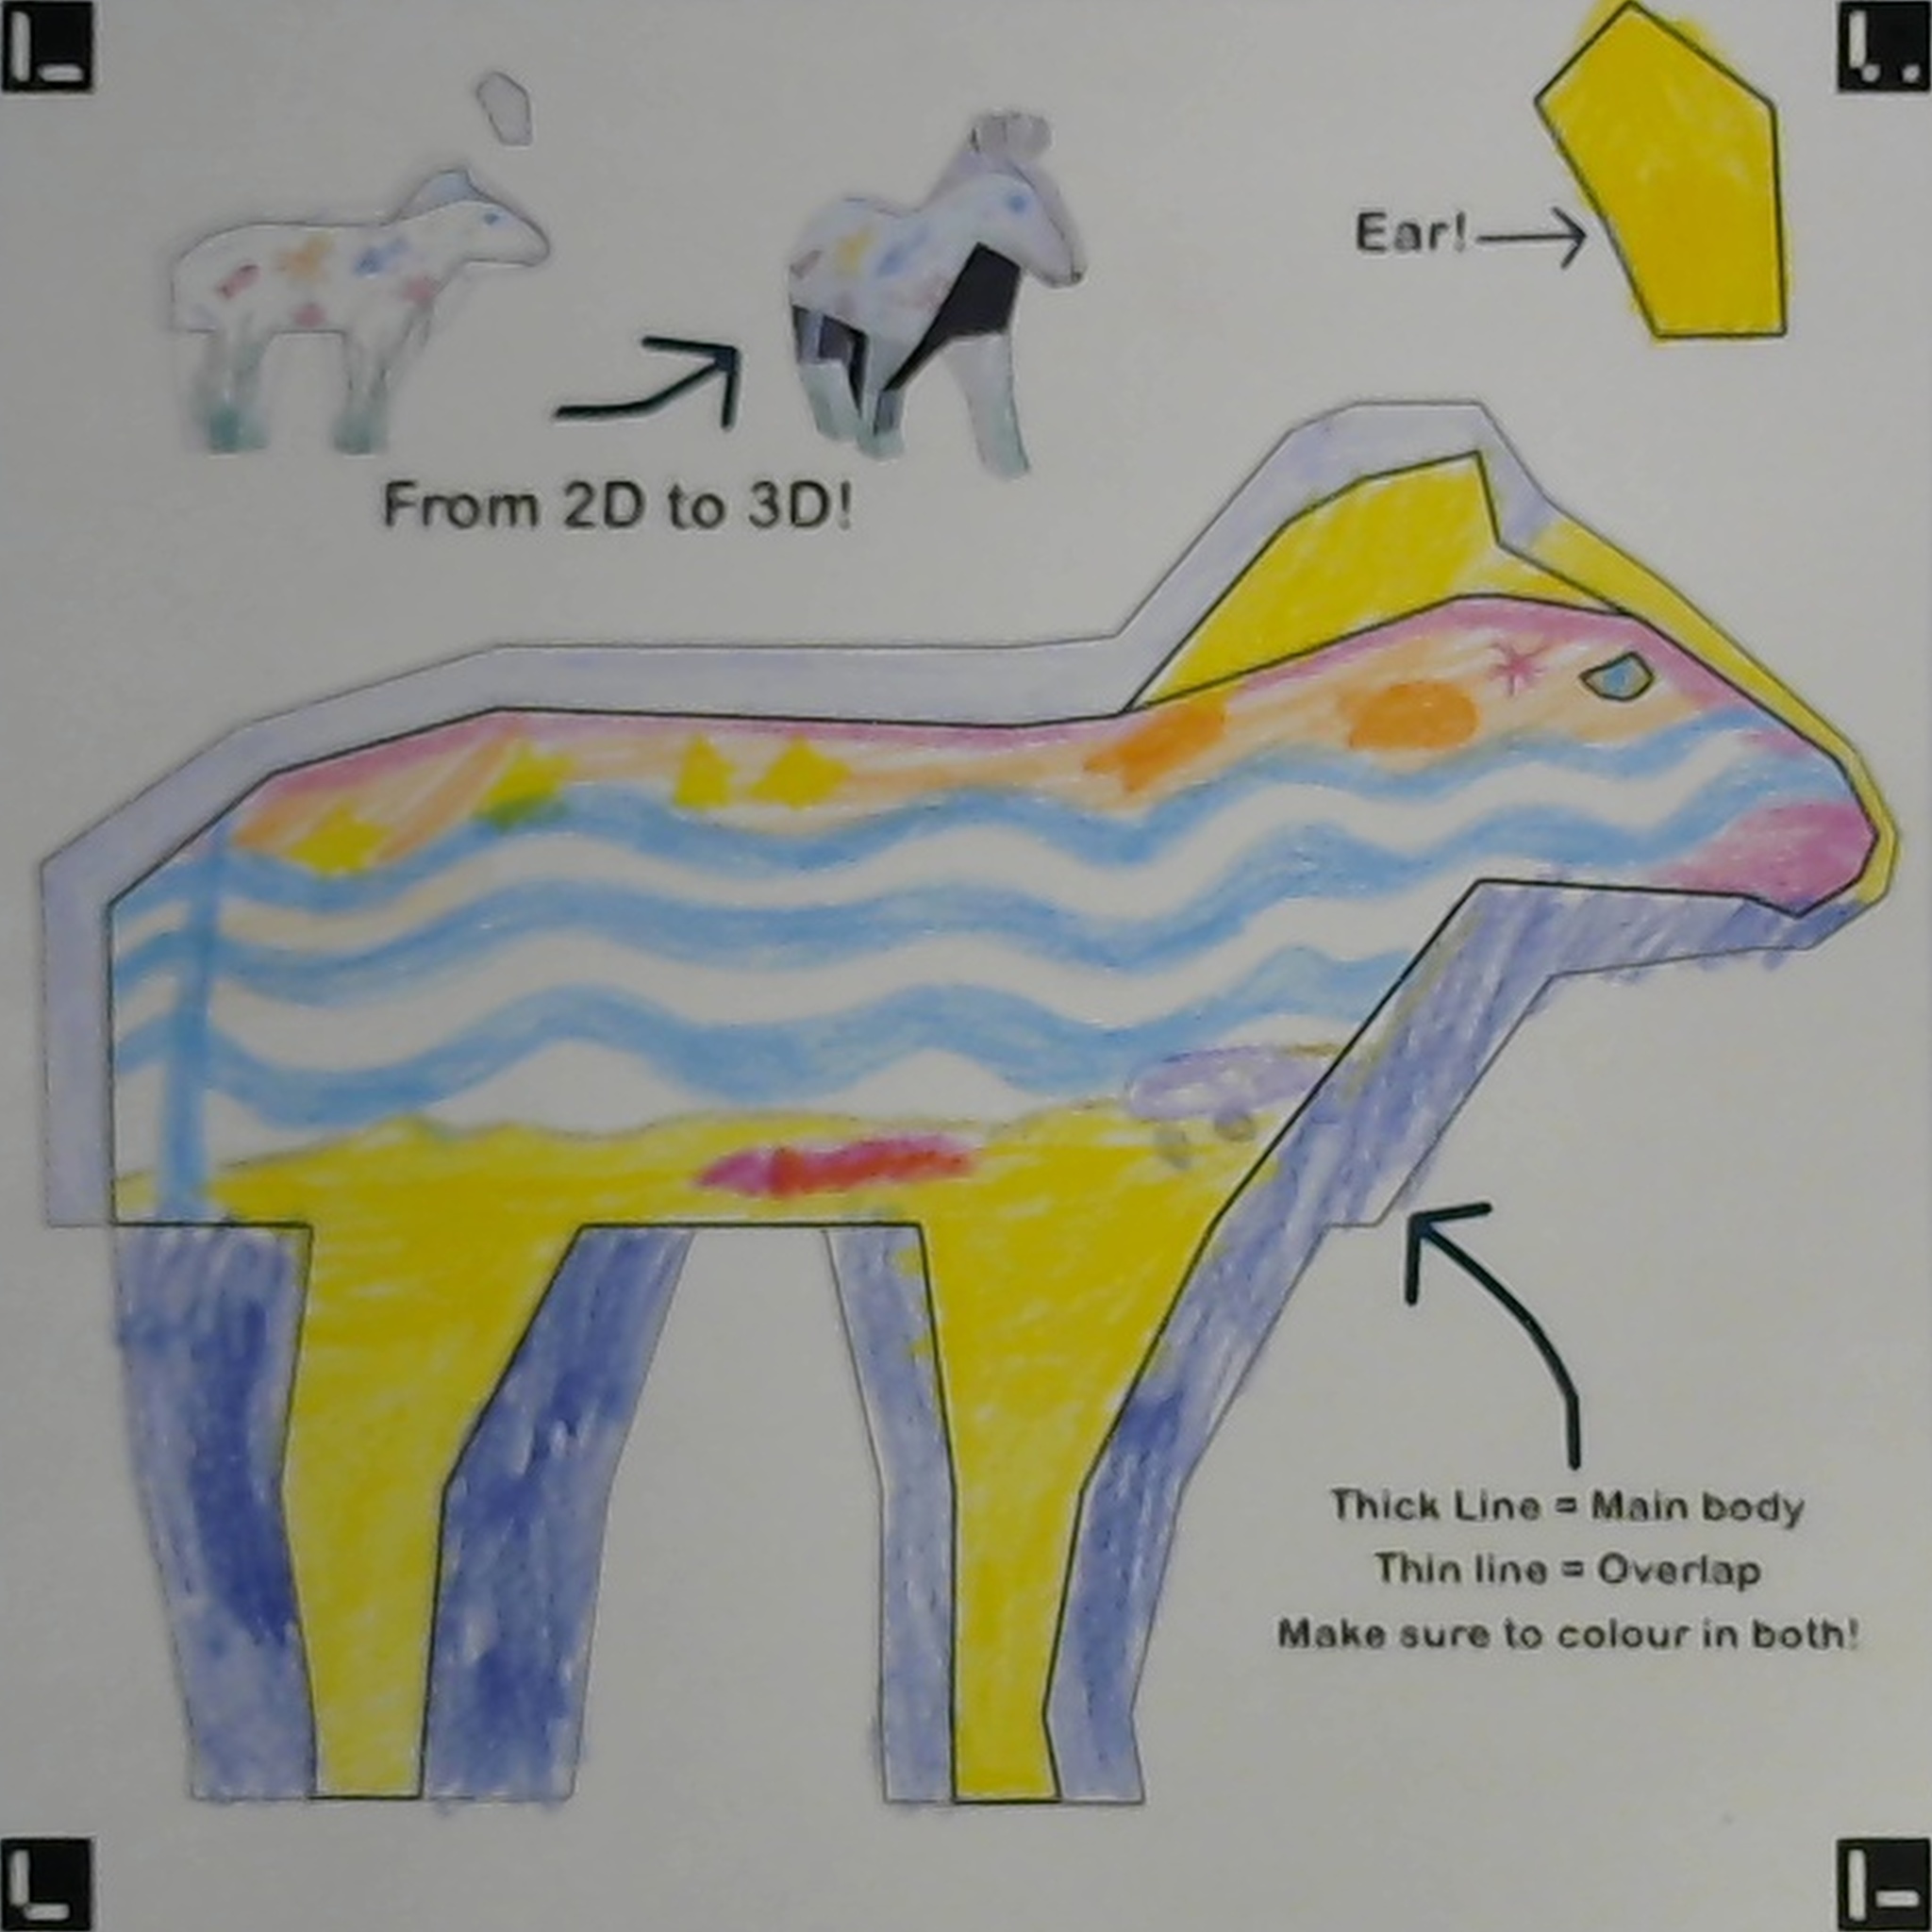 Ear!
From 2D to 3D!
Thick Line = Main body
Thin line = Overlap
Make sure to colour in both!